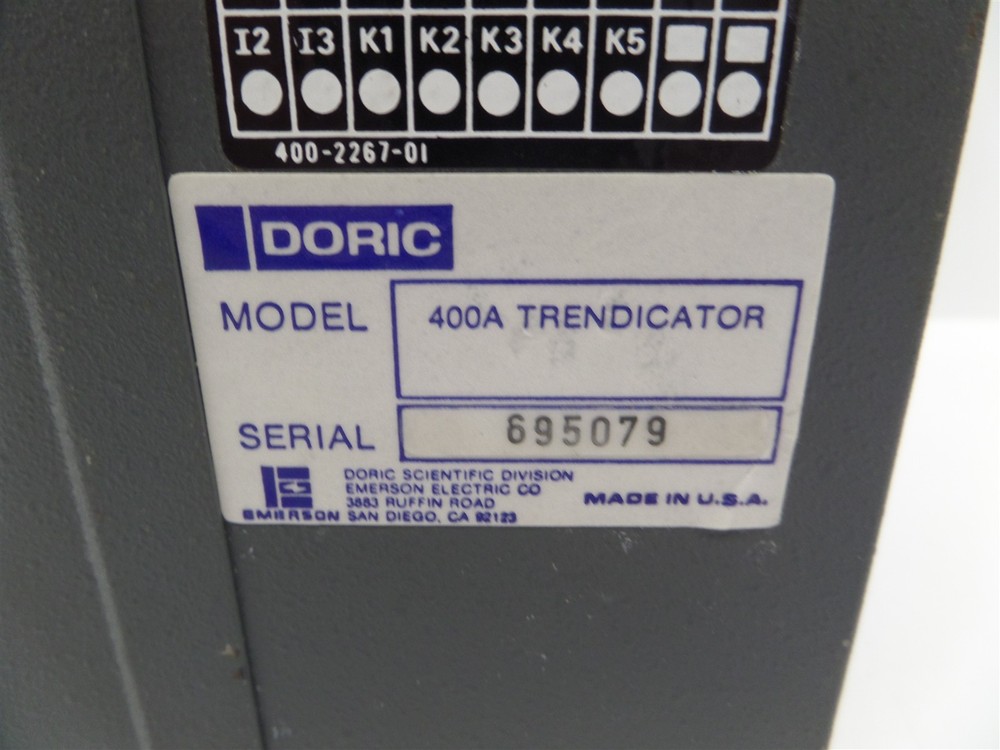 I2 I3 K1 K2 K3 K4 K5
400-2267-01
DORIC
MODEL 400A TRENDICATOR
SERIAL 695079
DORIC SCIENTIFIC DIVISION
EMERSON ELECTRIC CO
3883 RUFFIN ROAD
EMERSON SAN DIEGO, CA 92123
MADE IN U.S.A.